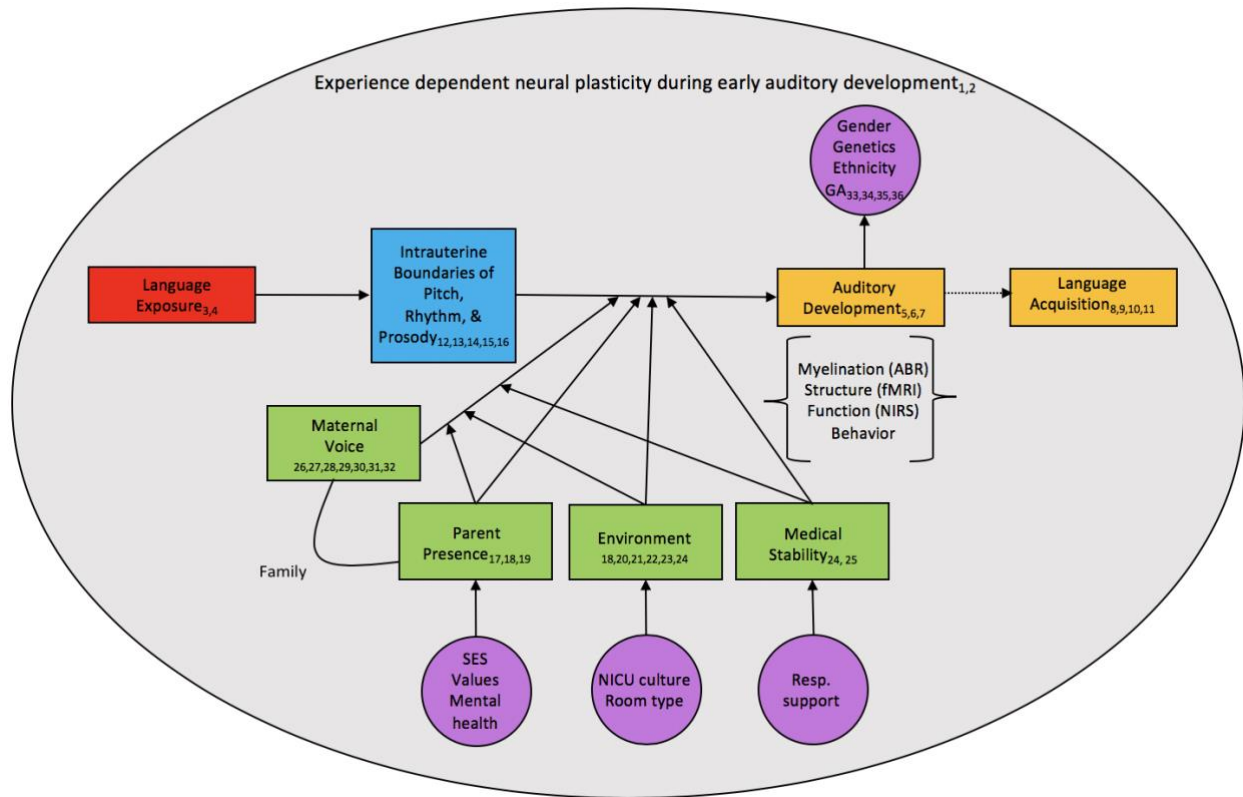 Experience dependent neural plasticity during early auditory development1,2
Gender
Genetics
Ethnicity
GA33,34,35,36
Language
Exposure3,4
Intrauterine
Boundaries of
Pitch,
Rhythm, &
Prosody12,13,14,15,16
Auditory
Development5,6,7
Language
Acquisition8,9,10,11
Myelination (ABR)
Structure (fMRI)
Function (NIRS)
Behavior
Maternal
Voice
26,27,28,29,30,31,32
Family
Parent
Presence17,18,19
Environment
18,20,21,22,23,24
Medical
Stability24, 25
SES
Values
Mental
health
NICU culture
Room type
Resp.
support